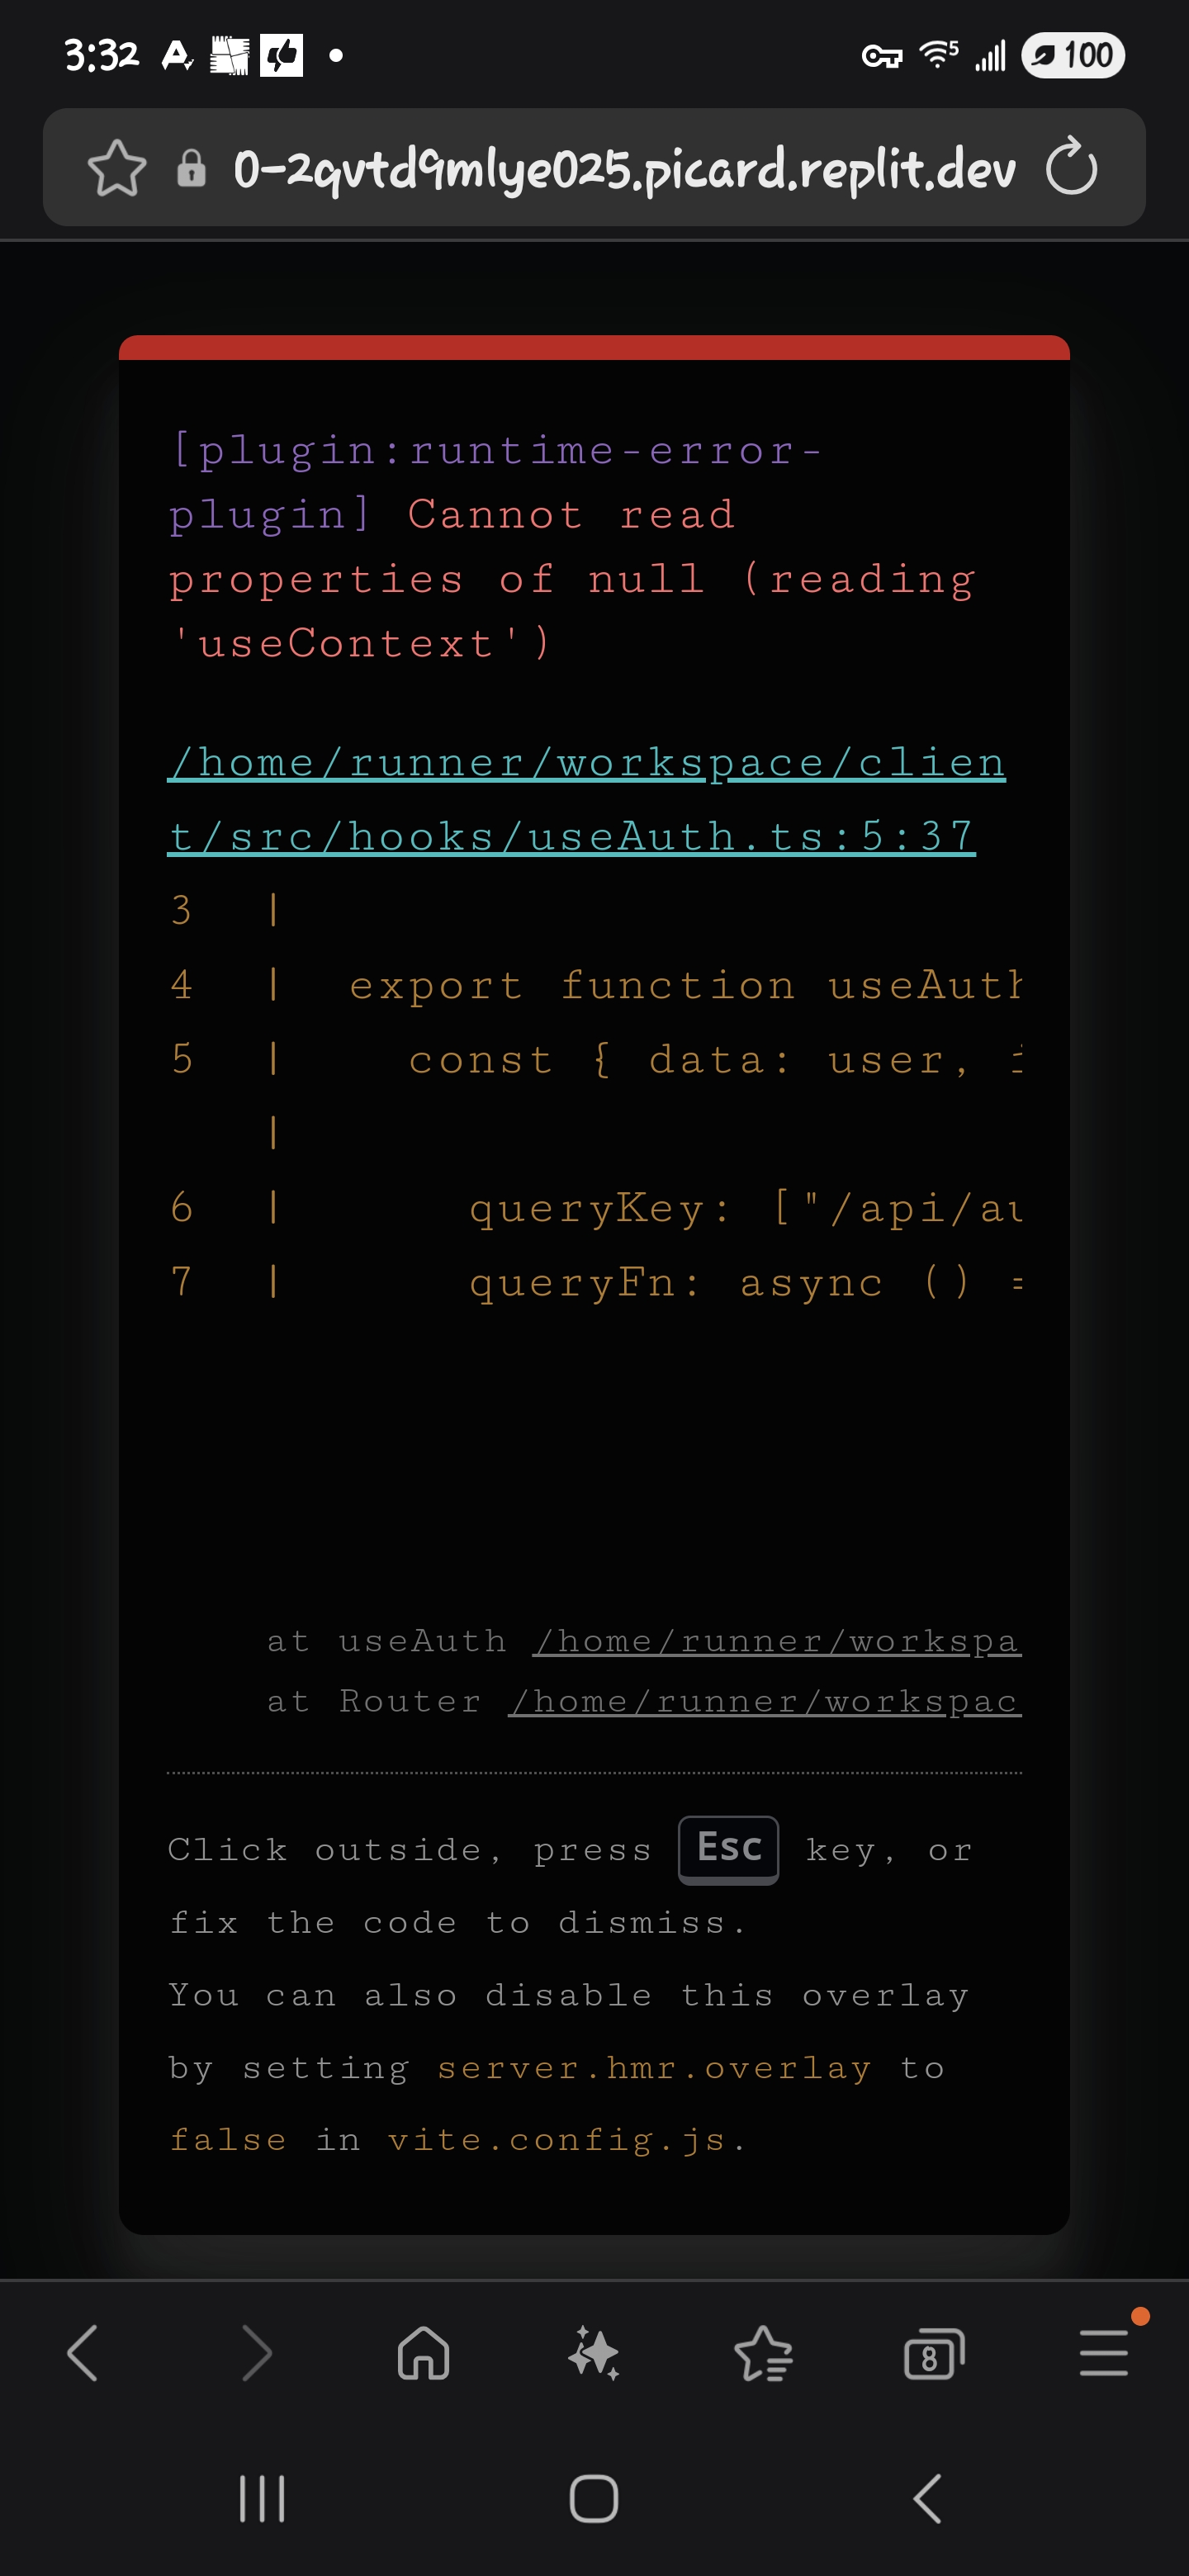 3:32
5
100
0-2qvtd9mlye025.picard.replit.dev
[plugin:runtime-error-
plugin] Cannot read
properties of null (reading
'useContext')
/home/runner/workspace/clien
t/src/hooks/useAuth.ts:5:37
3 |
4 | export function useAuth
5 | const { data: user, i
|
6 | queryKey: ["/api/au
7 | queryFn: async () =
at useAuth /home/runner/workspa
at Router /home/runner/workspac
Click outside, press Esc key, or
fix the code to dismiss.
You can also disable this overlay
by setting server.hmr.overlay to
false in vite.config.js.
8